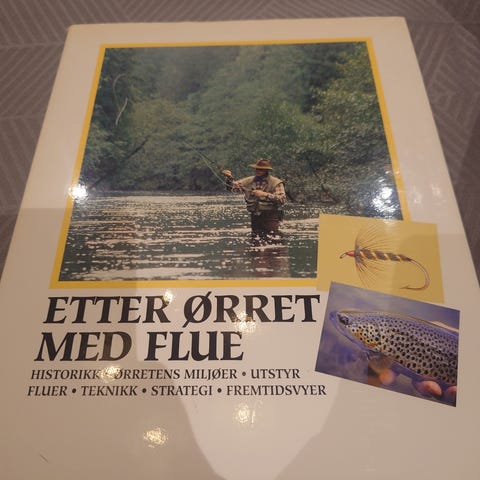 ETTER ØRRET
MED FLUE
HISTORIKK • ØRRETENS MILJØER • UTSTYR
FLUER • TEKNIKK • STRATEGI • FREMTIDSVYER